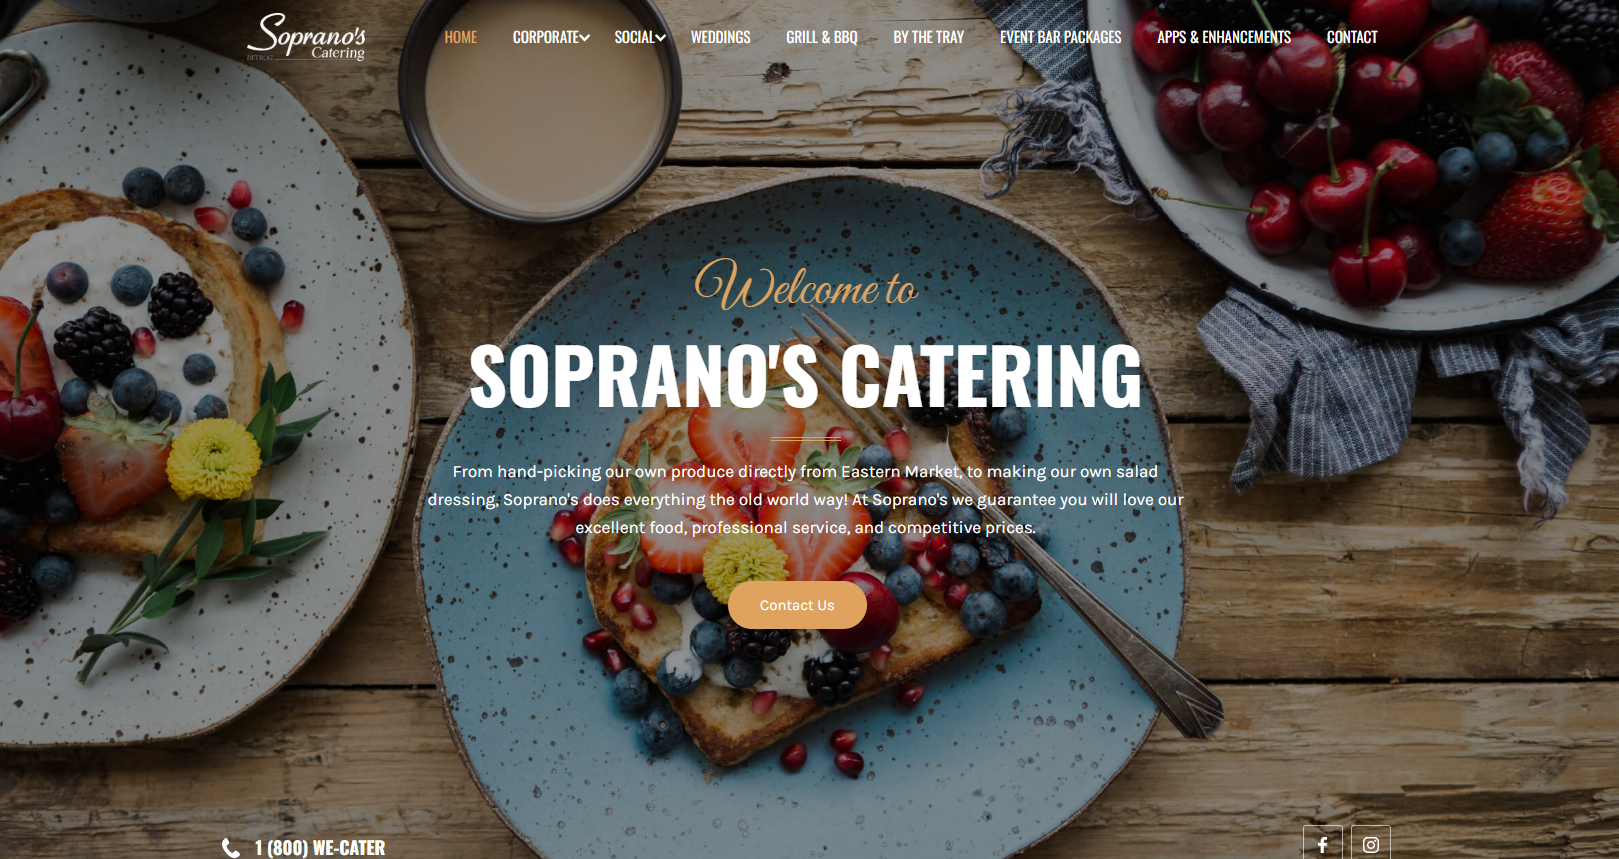 Soprano's
Catering
DETROIT
HOME CORPORATE SOCIAL WEDDINGS GRILL & BBQ BY THE TRAY EVENT BAR PACKAGES APPS & ENHANCEMENTS CONTACT
Welcome to
SOPRANO'S CATERING
From hand-picking our own produce directly from Eastern Market, to making our own salad
dressing, Soprano's does everything the old world way! At Soprano's we guarantee you will love our
excellent food, professional service, and competitive prices.
Contact Us
1 (800) WE-CATER